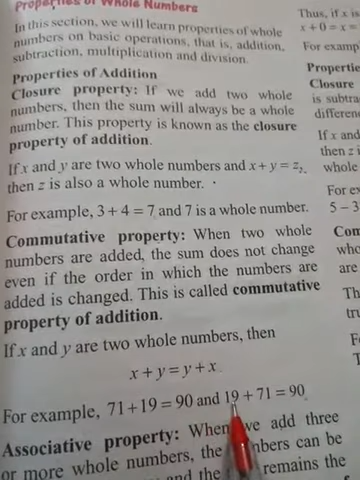 Properties of Whole Numbers
In this section, we will learn properties of whole
numbers on basic operations, that is, addition,
subtraction, multiplication and division.
Properties of Addition
Closure property: If we add two whole
numbers, then the sum will always be a whole
number. This property is known as the closure
property of addition.
If x and y are two whole numbers and x + y = z,
then z is also a whole number.
For example, 3 + 4 = 7 and 7 is a whole number.
Commutative property: When two whole
numbers are added, the sum does not change
even if the order in which the numbers are
added is changed. This is called commutative
property of addition.
If x and y are two whole numbers, then
x + y = y + x
For example, 71 + 19 = 90 and 19 + 71 = 90
Associative property: When we add three
or more whole numbers, the numbers can be
and the remains the
Thus, if x is
x + 0 = x =
For examp
Propertie
Closure
is subtra
differen
If x and
then z i
whole
For ex
5 – 3
Com
who
are
Th
tru
F
T